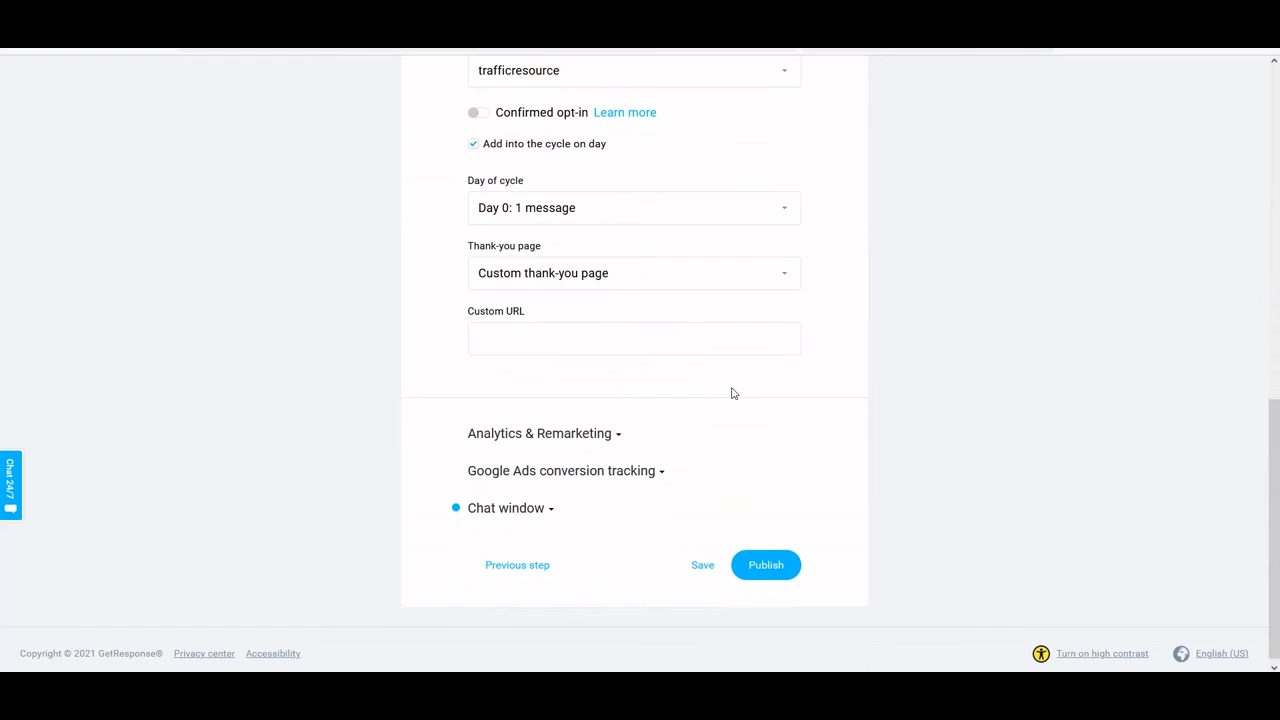 trafficresource
Confirmed opt-in Learn more
Add into the cycle on day
Day of cycle
Day 0: 1 message
Thank-you page
Custom thank-you page
Custom URL
Analytics & Remarketing
Google Ads conversion tracking
Chat window
Chat 24/7
Previous step Save Publish
Copyright © 2021 GetResponse® Privacy center Accessibility Turn on high contrast English (US)